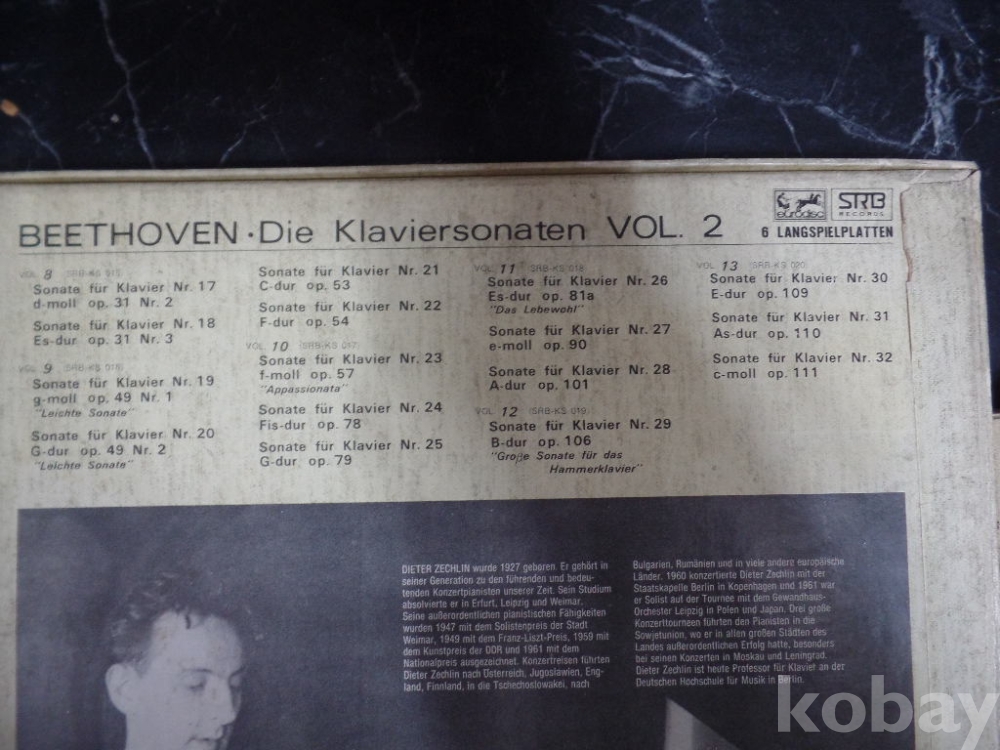 BEETHOVEN · Die Klaviersonaten VOL. 2
eurodisc
SRB
RECORDS
6 LANGSPIELPLATTEN
VOL. 8
Sonate für Klavier Nr. 17
d-moll op. 31 Nr. 2
Sonate für Klavier Nr. 18
Es-dur op. 31 Nr. 3
VOL. 9
Sonate für Klavier Nr. 19
g-moll op. 49 Nr. 1
"Leichte Sonate"
Sonate für Klavier Nr. 20
G-dur op. 49 Nr. 2
"Leichte Sonate"
Sonate für Klavier Nr. 21
C-dur op. 53
Sonate für Klavier Nr. 22
F-dur op. 54
VOL. 10 (SRB-KS 017)
Sonate für Klavier Nr. 23
f-moll op. 57
"Appassionata"
Sonate für Klavier Nr. 24
Fis-dur op. 78
Sonate für Klavier Nr. 25
G-dur op. 79
VOL. 11 (SRB-KS 018)
Sonate für Klavier Nr. 26
Es-dur op. 81a
"Das Lebewohl"
Sonate für Klavier Nr. 27
e-moll op. 90
Sonate für Klavier Nr. 28
A-dur op. 101
VOL. 12 (SRB-KS 019)
Sonate für Klavier Nr. 29
B-dur op. 106
"Große Sonate für das
Hammerklavier"
VOL. 13 (SRB-KS 020)
Sonate für Klavier Nr. 30
E-dur op. 109
Sonate für Klavier Nr. 31
As-dur op. 110
Sonate für Klavier Nr. 32
c-moll op. 111
DIETER ZECHLIN wurde 1927 geboren. Er gehört in
seiner Generation zu den führenden und bedeu-
tenden Konzertpianisten unserer Zeit. Sein Studium
absolvierte er in Erfurt, Leipzig und Weimar.
Seine außerordentlichen pianistischen Fähigkeiten
wurden 1947 mit dem Solistenpreis der Stadt
Weimar, 1949 mit dem Franz-Liszt-Preis, 1959 mit
dem Kunstpreis der DDR und 1961 mit dem
Nationalpreis ausgezeichnet. Konzertreisen führten
Dieter Zechlin nach Österreich, Jugoslawien, Eng-
land, Finnland, in die Tschechoslowakei, nach
Bulgarien, Rumänien und in viele andere europäische
Länder. 1960 konzertierte Dieter Zechlin mit der
Staatskapelle Berlin in Kopenhagen und 1961 war
er Solist auf der Tournee mit dem Gewandhaus-
Orchester Leipzig in Polen und Japan. Drei große
Konzerttourneen führten den Pianisten in die
Sowjetunion, wo er in allen großen Städten des
Landes außerordentlichen Erfolg hatte, besonders
bei seinen Konzerten in Moskau und Leningrad.
Dieter Zechlin ist heute Professor für Klavier an der
Deutschen Hochschule für Musik in Berlin.
kobay